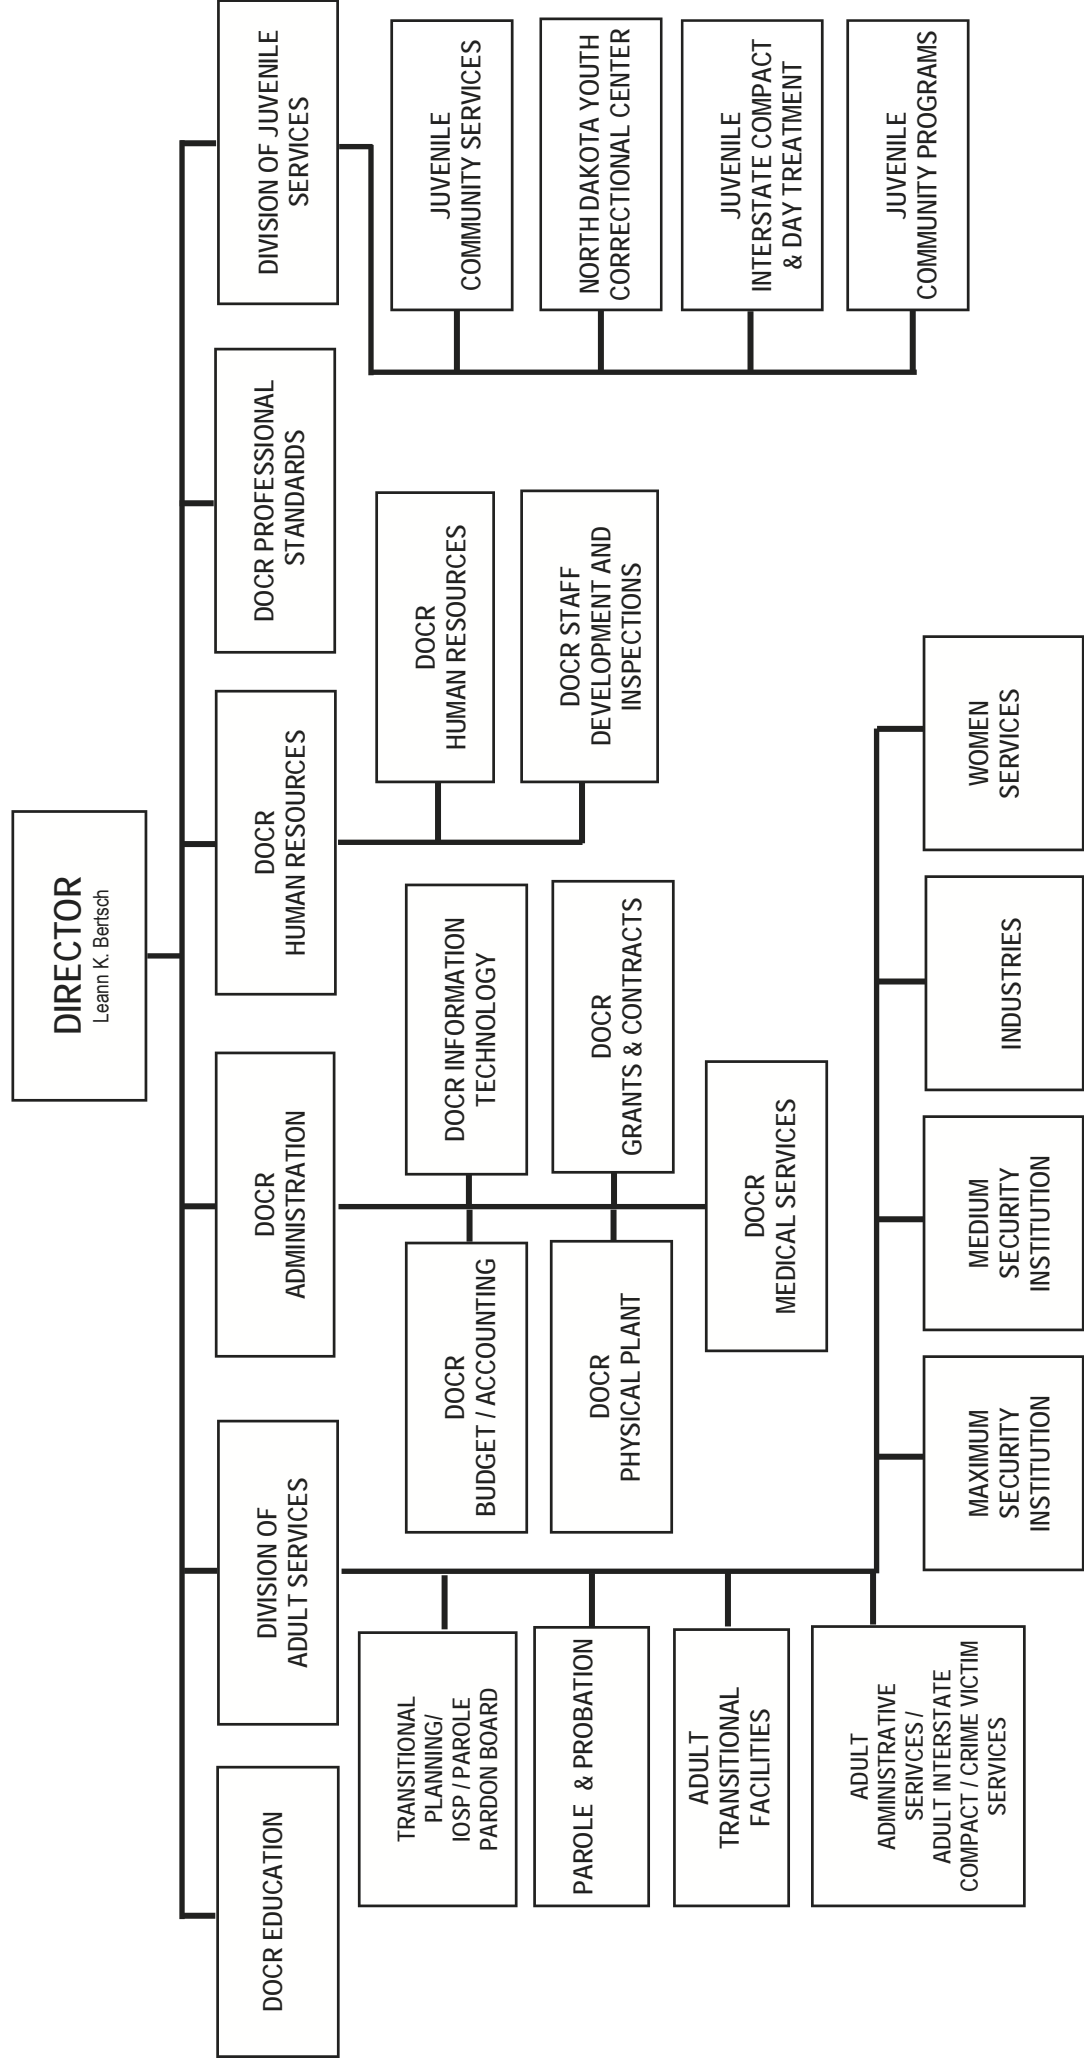 DIRECTOR
Leann K. Bertsch
DOCR EDUCATION
DIVISION OF
ADULT SERVICES
DOCR
ADMINISTRATION
DOCR
HUMAN RESOURCES
DOCR PROFESSIONAL
STANDARDS
DIVISION OF JUVENILE
SERVICES
TRANSITIONAL
PLANNING/
IOSP / PAROLE
PARDON BOARD
PAROLE & PROBATION
ADULT
TRANSITIONAL
FACILITIES
ADULT
ADMINISTRATIVE
SERIVCES /
ADULT INTERSTATE
COMPACT / CRIME VICTIM
SERVICES
MAXIMUM
SECURITY
INSTITUTION
MEDIUM
SECURITY
INSTITUTION
INDUSTRIES
WOMEN
SERVICES
DOCR
BUDGET / ACCOUNTING
DOCR INFORMATION
TECHNOLOGY
DOCR
PHYSICAL PLANT
DOCR
GRANTS & CONTRACTS
DOCR
MEDICAL SERVICES
DOCR
HUMAN RESOURCES
DOCR STAFF
DEVELOPMENT AND
INSPECTIONS
JUVENILE
COMMUNITY SERVICES
NORTH DAKOTA YOUTH
CORRECTIONAL CENTER
JUVENILE
INTERSTATE COMPACT
& DAY TREATMENT
JUVENILE
COMMUNITY PROGRAMS